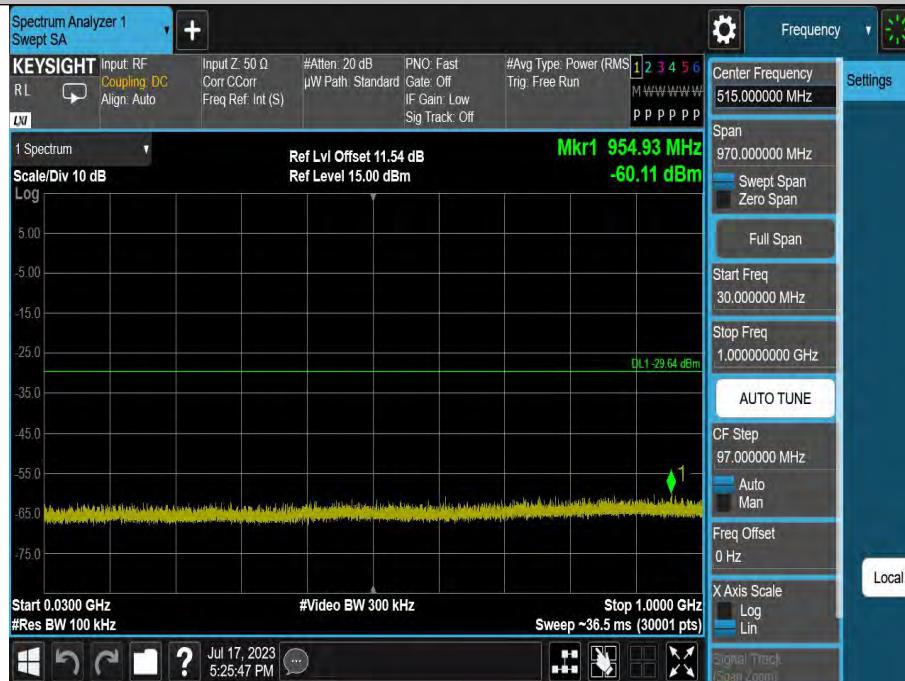 Spectrum Analyzer 1
Swept SA
+
Frequency
KEYSIGHT
RL
LXI
Input: RF
Coupling: DC
Align: Auto
Input Z: 50 Ω
Corr CCorr
Freq Ref: Int (S)
#Atten: 20 dB
µW Path: Standard
PNO: Fast
Gate: Off
IF Gain: Low
Sig Track: Off
#Avg Type: Power (RMS
Trig: Free Run
1 2 3 4 5 6
M W W W W W
P P P P P P
1 Spectrum
Scale/Div 10 dB
Log
Ref Lvl Offset 11.54 dB
Ref Level 15.00 dBm
Mkr1 954.93 MHz
-60.11 dBm
5.00
-5.00
-15.0
-25.0
DL1 -29.64 dBm
-35.0
-45.0
-55.0
1
-65.0
-75.0
Start 0.0300 GHz
#Res BW 100 kHz
#Video BW 300 kHz
Stop 1.0000 GHz
Sweep ~36.5 ms (30001 pts)
?
Jul 17, 2023
5:25:47 PM
Center Frequency
515.000000 MHz
Span
970.000000 MHz
Swept Span
Zero Span
Full Span
Start Freq
30.000000 MHz
Stop Freq
1.000000000 GHz
AUTO TUNE
CF Step
97.000000 MHz
Auto
Man
Freq Offset
0 Hz
X Axis Scale
Log
Lin
Signal Track
(Span Zoom)
Settings
Local